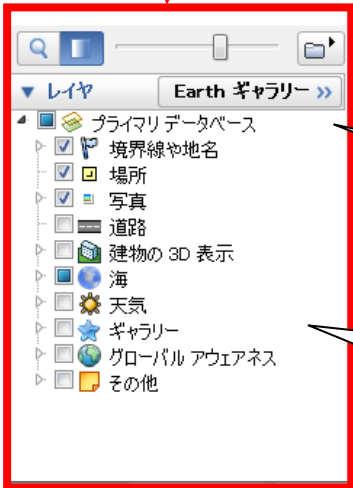 レイヤ
Earth ギャラリー >>
プライマリ データベース
境界線や地名
場所
写真
道路
建物の 3D 表示
海
天気
ギャラリー
グローバル アウェアネス
その他